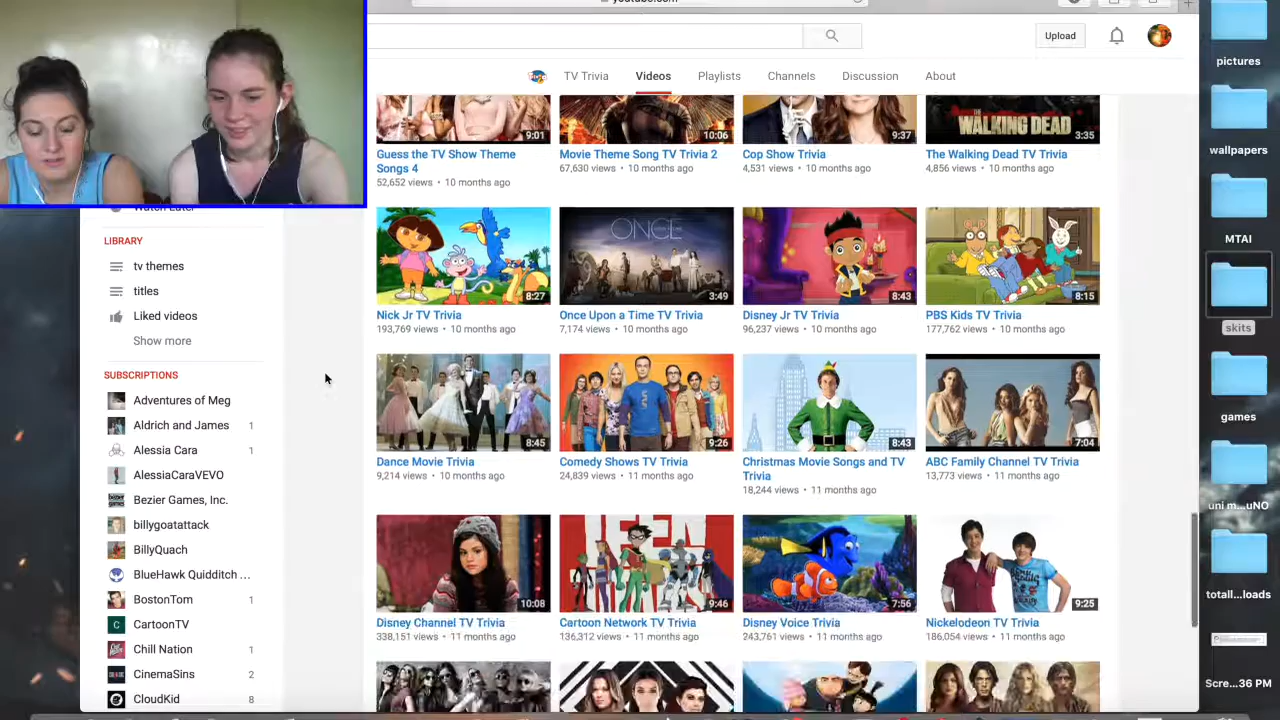 Upload
TV Trivia
Videos
Playlists
Channels
Discussion
About
9:01
10:06
9:37
THE
WALKING DEAD
3:35
Guess the TV Show Theme
Songs 4
52,652 views • 10 months ago
Movie Theme Song TV Trivia 2
67,630 views • 10 months ago
Cop Show Trivia
4,531 views • 10 months ago
The Walking Dead TV Trivia
4,856 views • 10 months ago
8:27
ONCE
3:49
8:43
8:15
Nick Jr TV Trivia
193,769 views • 10 months ago
Once Upon a Time TV Trivia
7,174 views • 10 months ago
Disney Jr TV Trivia
96,237 views • 10 months ago
PBS Kids TV Trivia
177,762 views • 10 months ago
8:45
9:26
8:43
7:04
Dance Movie Trivia
9,214 views • 10 months ago
Comedy Shows TV Trivia
24,839 views • 11 months ago
Christmas Movie Songs and TV
Trivia
18,244 views • 11 months ago
ABC Family Channel TV Trivia
13,773 views • 11 months ago
10:08
TEEN
9:46
7:56
9:25
Disney Channel TV Trivia
338,151 views • 11 months ago
Cartoon Network TV Trivia
136,312 views • 11 months ago
Disney Voice Trivia
243,761 views • 11 months ago
Nickelodeon TV Trivia
186,054 views • 11 months ago
Watch Later
LIBRARY
tv themes
titles
Liked videos
Show more
SUBSCRIPTIONS
Adventures of Meg
Aldrich and James 1
Alessia Cara 1
AlessiaCaraVEVO
Bezier Games, Inc.
billygoatattack
BillyQuach
BlueHawk Quidditch ...
BostonTom 1
C CartoonTV
Chill Nation 1
CinemaSins 2
CloudKid 8
pictures
wallpapers
MTAI
skits
games
uni m...uNO
totall....loads
Scre...36 PM